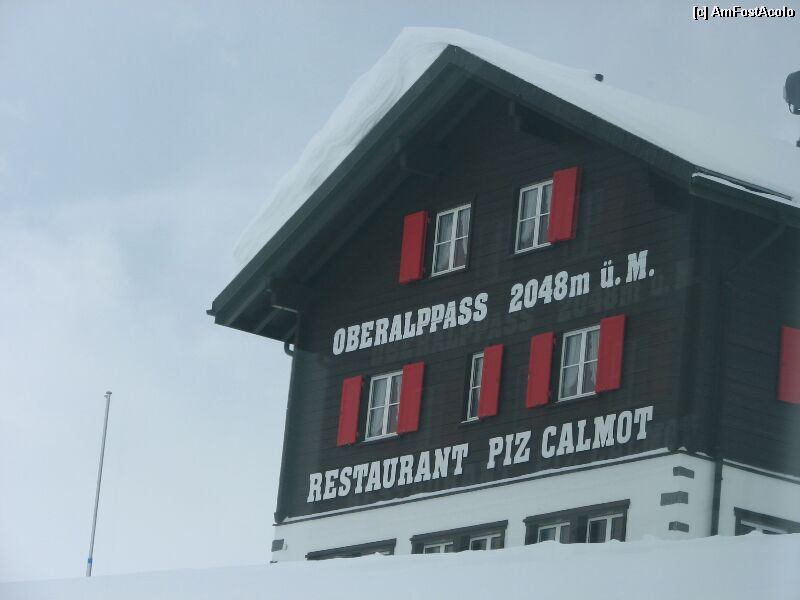 [c] AmFostAcolo
OBERALPPASS 2048m ü. M.
RESTAURANT PIZ CALMOT